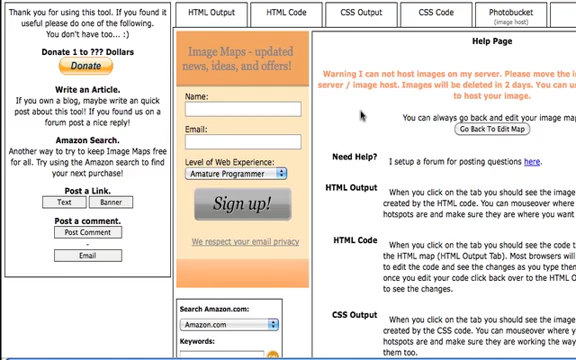 Thank you for using this tool. If you found it
useful please do one of the following.
You don't have too... :)
Donate 1 to ??? Dollars
Donate
Write an Article.
If you own a blog, maybe write an quick
post about this tool! If you found us on a
forum post a nice reply!
Amazon Search.
Another way to try to keep Image Maps free
for all. Try using the Amazon search to find
your next purchase!
Post a Link.
Text Banner
Post a comment.
Post Comment
-
Email
HTML Output HTML Code CSS Output CSS Code Photobucket
(image host)
Image Maps - updated
news, ideas, and offers!
Name:
Email:
Level of Web Experience:
Amature Programmer
Sign up!
We respect your email privacy
Search Amazon.com
Amazon.com
Keywords:
Help Page
Warning I can not host images on my server. Please move the i
server / image host. Images will be deleted in 2 days. You can us
to host your image.
You can always go back and edit your image map
Go Back To Edit Map
Need Help? I setup a forum for posting questions here.
HTML Output When you click on the tab you should see the image
created by the HTML code. You can mouseover where
hotspots are and make sure they are where you want
HTML Code When you click on the tab you should see the code t
the HTML map (HTML Output Tab). Most browsers will
to edit the code and see the changes as you type them
once you edit your code click back over to the HTML O
to see the changes.
CSS Output When you click on the tab you should see the image
created by the CSS code. You can mouseover where y
hotspots are and make sure they are working the way
them too.